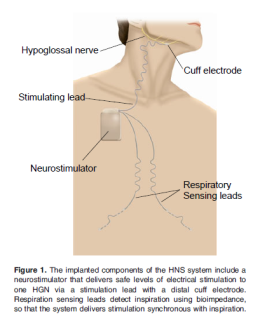 Hypoglossal nerve
Cuff electrode
Stimulating lead
Neurostimulator
Respiratory
Sensing leads
Figure 1. The implanted components of the HNS system include a
neurostimulator that delivers safe levels of electrical stimulation to
one HGN via a stimulation lead with a distal cuff electrode.
Respiration sensing leads detect inspiration using bioimpedance,
so that the system delivers stimulation synchronous with inspiration.